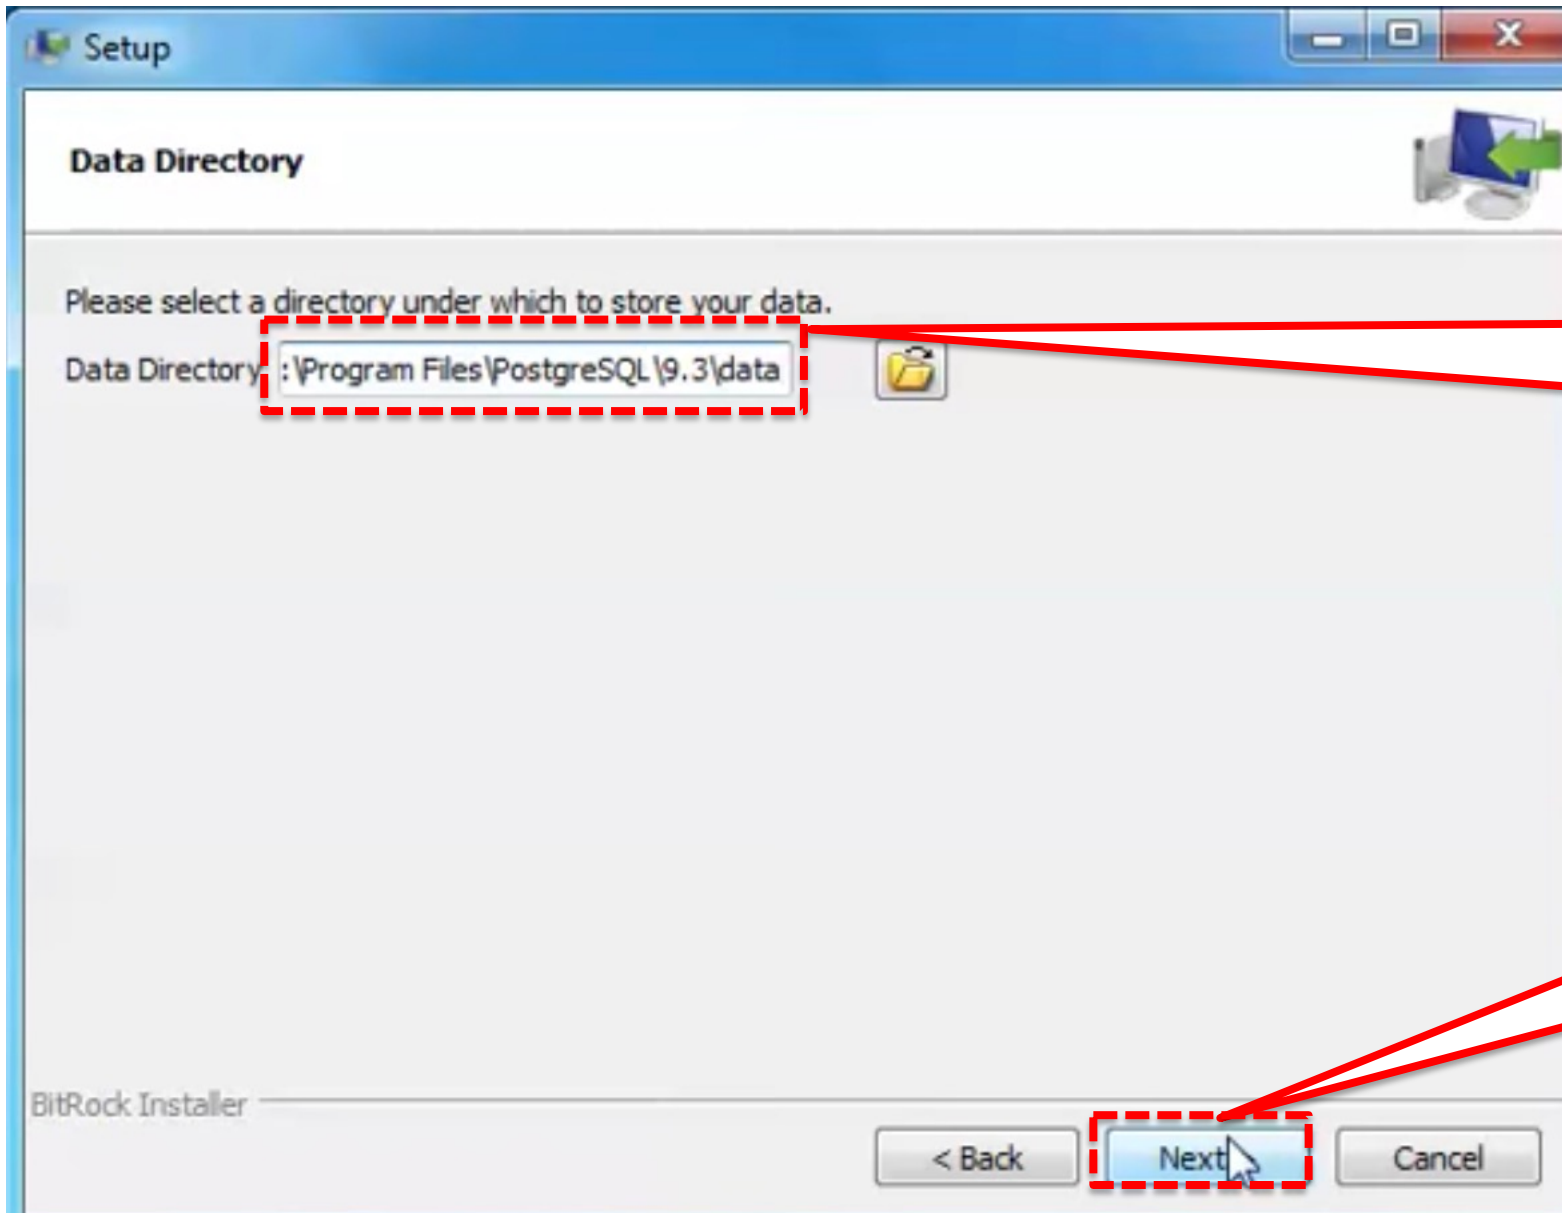 Setup
Data Directory
Please select a directory under which to store your data.
Data Directory :\Program Files\PostgreSQL\9.3\data
BitRock Installer
< Back Next Cancel